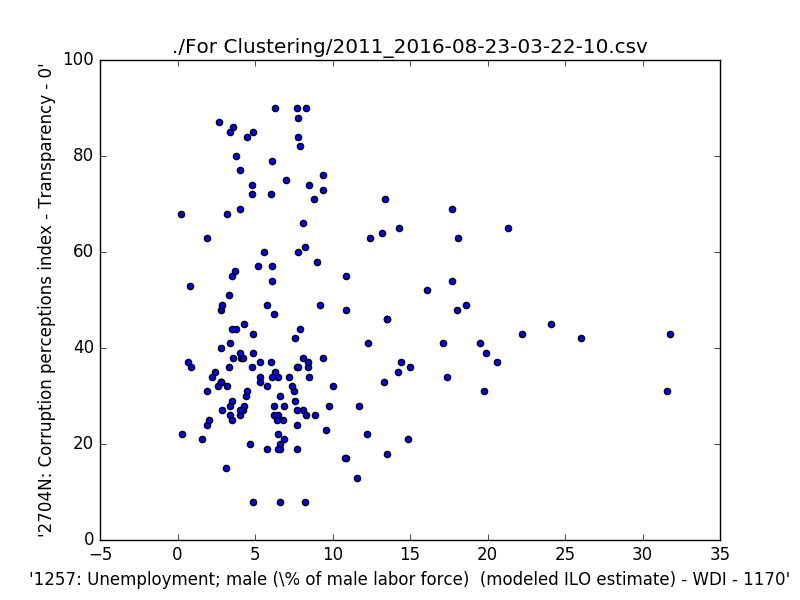 ./For Clustering/2011_2016-08-23-03-22-10.csv
100
80
60
40
20
0
'2704N: Corruption perceptions index - Transparency - 0'
−5 0 5 10 15 20 25 30 35
'1257: Unemployment; male (\% of male labor force)  (modeled ILO estimate) - WDI - 1170'